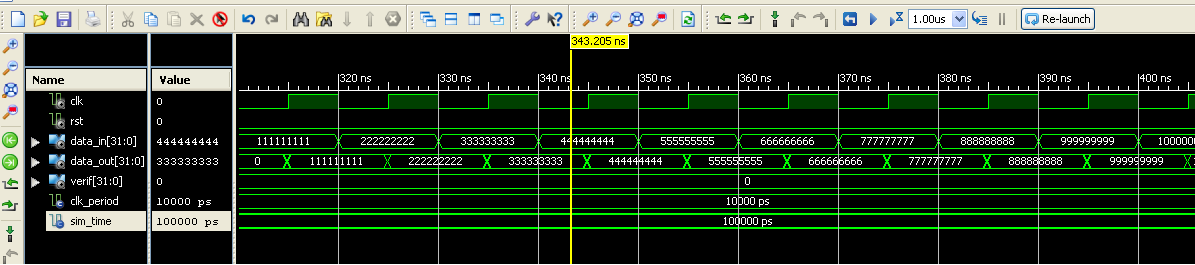 1.00us Re-launch
343.205 ns
Name Value 320 ns 330 ns 340 ns 350 ns 360 ns 370 ns 380 ns 390 ns 400 ns
clk 0
rst 0
data_in[31:0] 444444444 111111111 222222222 333333333 444444444 555555555 666666666 777777777 888888888 999999999 1000000
data_out[31:0] 333333333 0 111111111 222222222 333333333 444444444 555555555 666666666 777777777 888888888 999999999
verif[31:0] 0 0
clk_period 10000 ps 10000 ps
sim_time 100000 ps 100000 ps